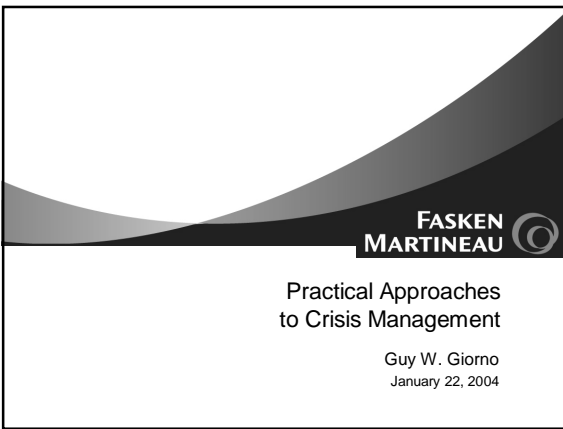 FASKEN
MARTINEAU
Practical Approaches
to Crisis Management
Guy W. Giorno
January 22, 2004